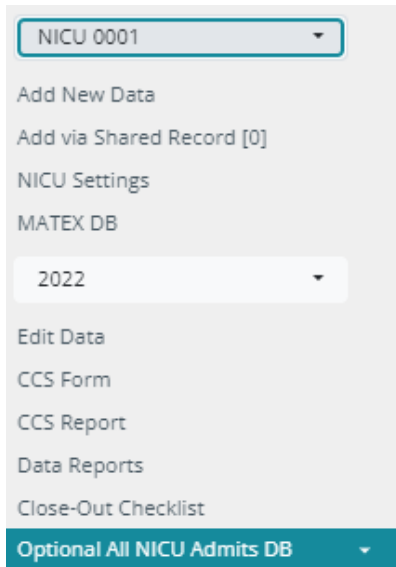 NICU 0001
Add New Data
Add via Shared Record [0]
NICU Settings
MATEX DB
2022
Edit Data
CCS Form
CCS Report
Data Reports
Close-Out Checklist
Optional All NICU Admits DB